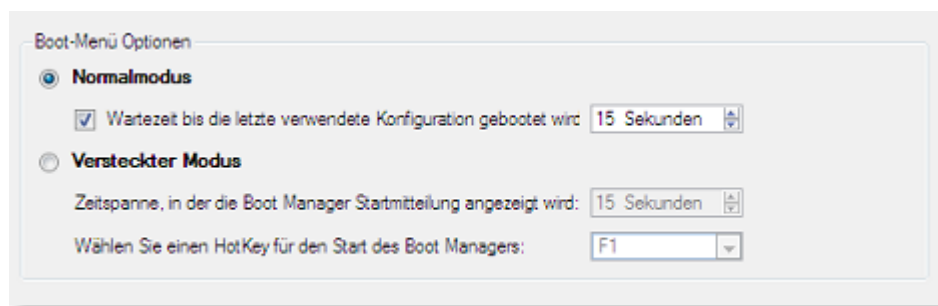 Boot-Menü Optionen
Normalmodus
Wartezeit bis die letzte verwendete Konfiguration gebootet wird 15 Sekunden
Versteckter Modus
Zeitspanne, in der die Boot Manager Startmitteilung angezeigt wird: 15 Sekunden
Wählen Sie einen HotKey für den Start des Boot Managers: F1